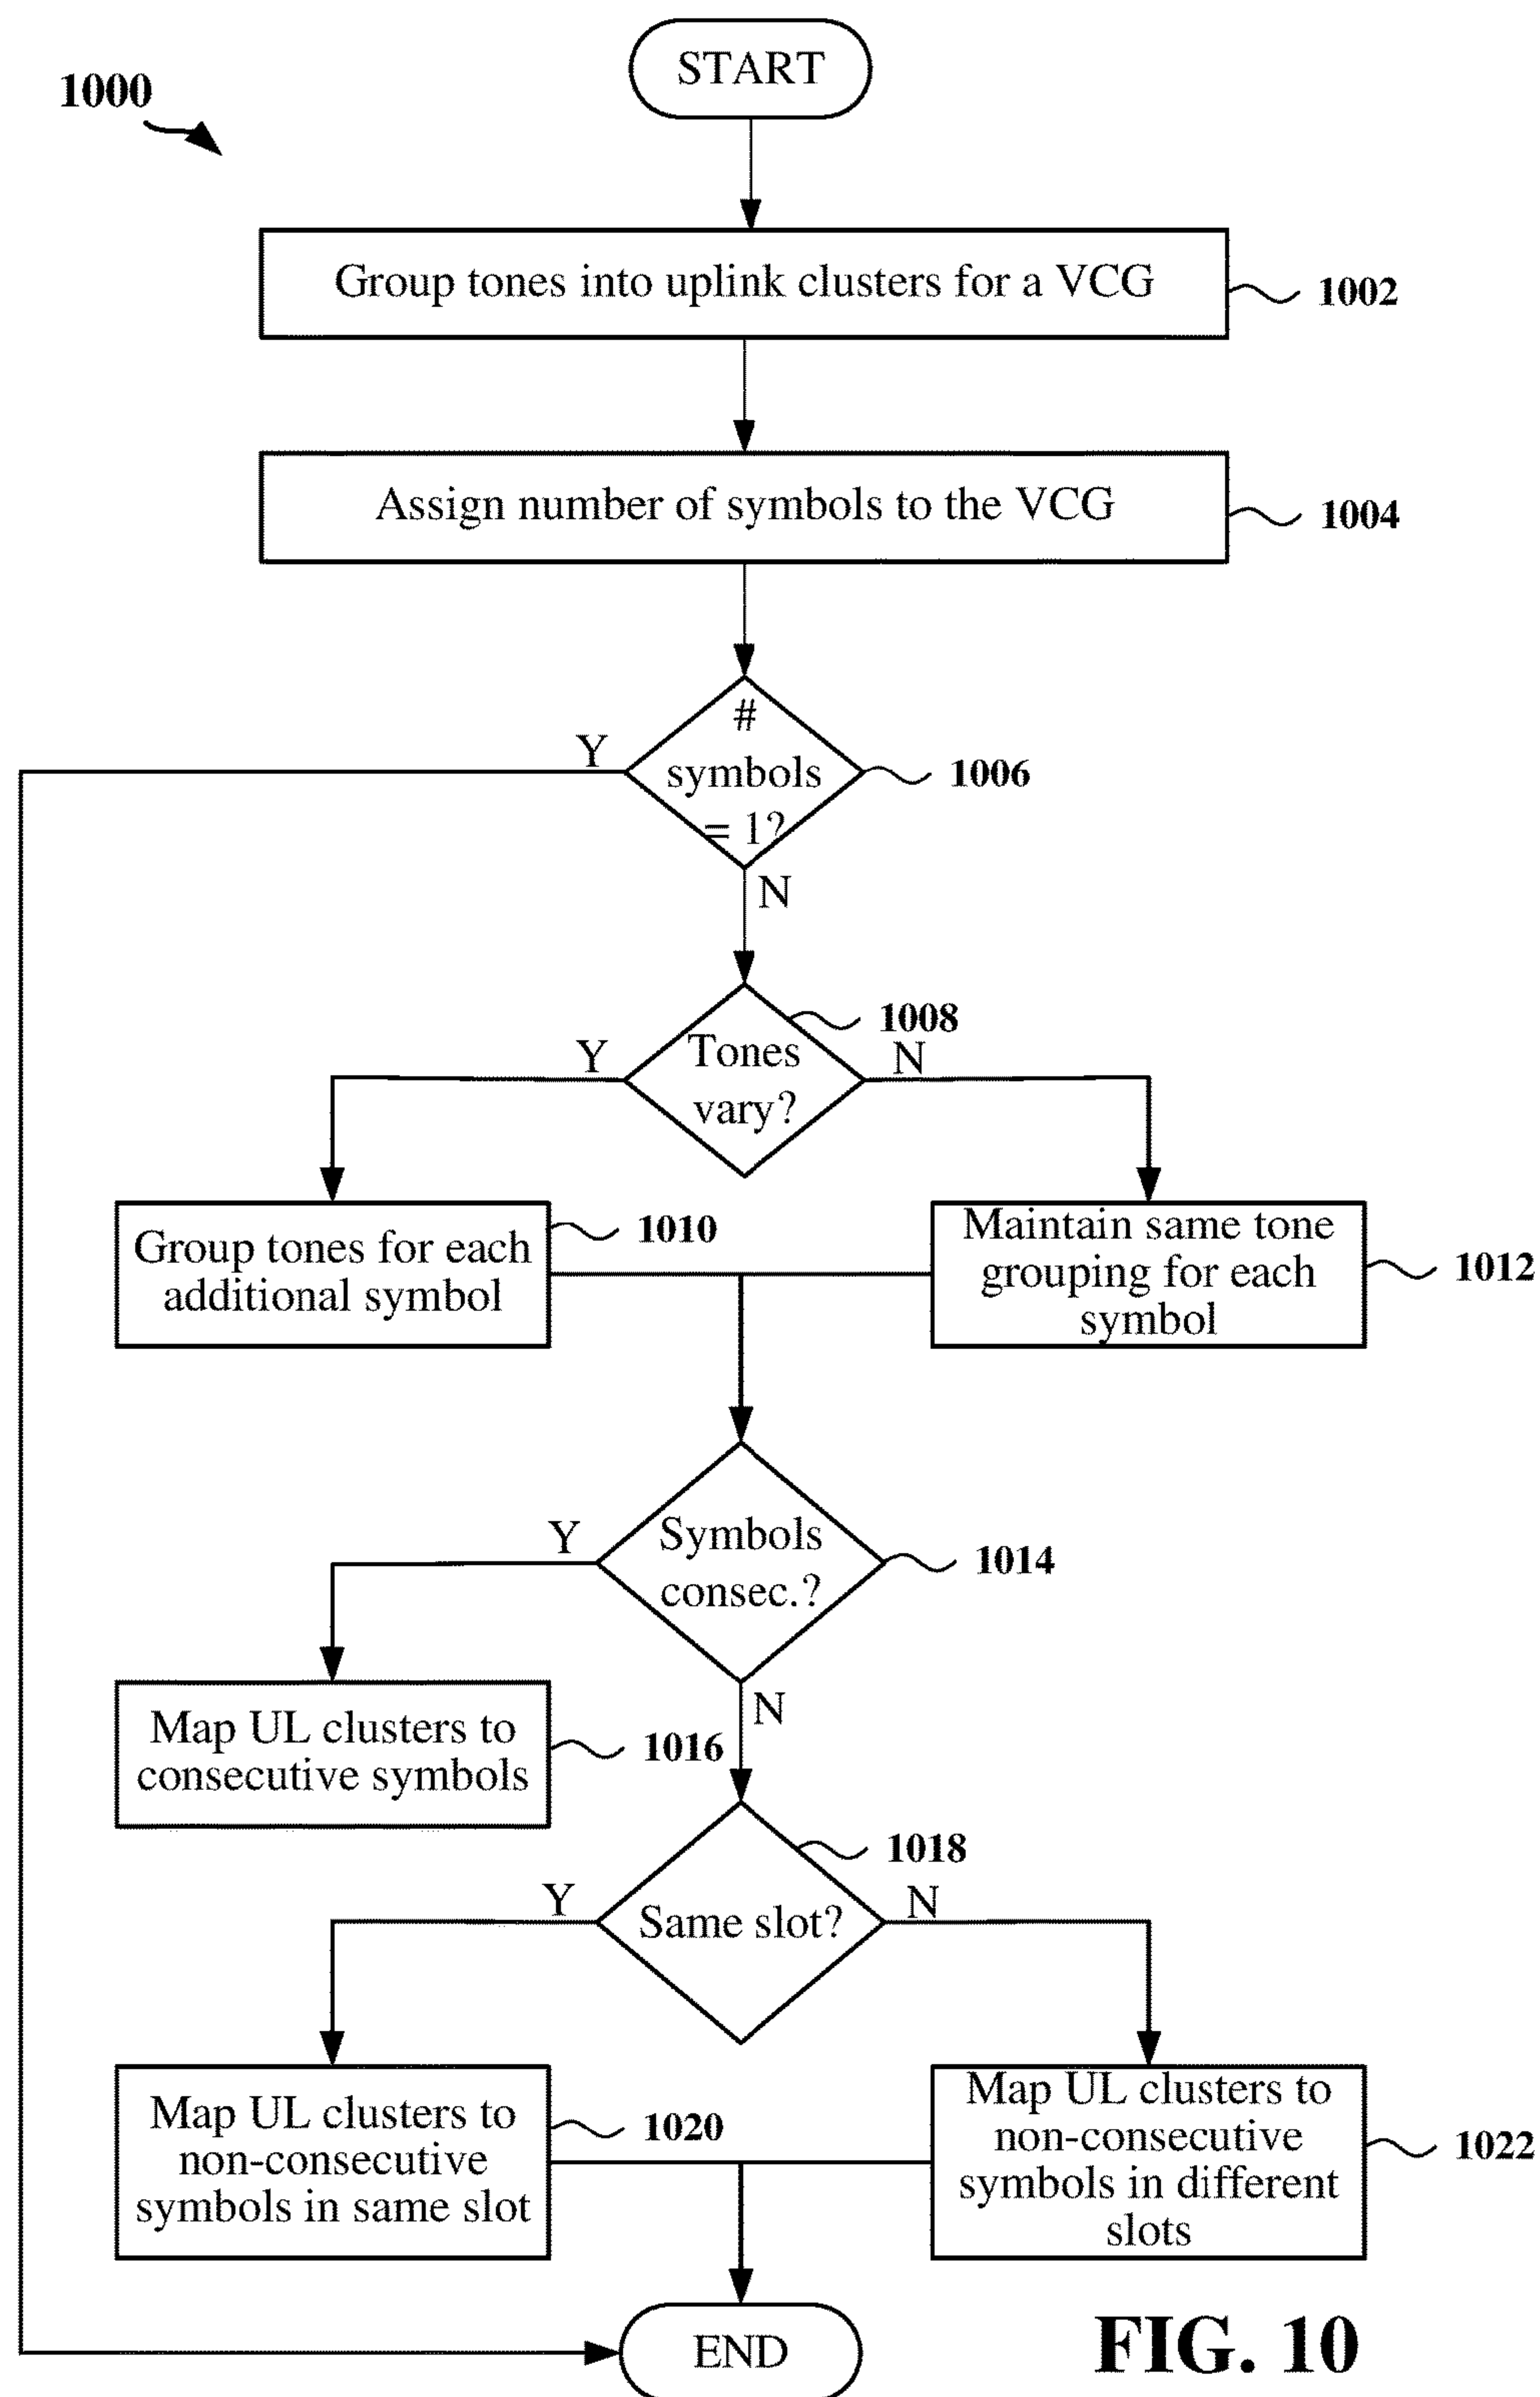 START
1000
Group tones into uplink clusters for a VCG
1002
Assign number of symbols to the VCG
1004
#
symbols
= 1?
Y
1006
N
1008
Tones
vary?
Y
N
Group tones for each
additional symbol
1010
Maintain same tone
grouping for each
symbol
1012
Symbols
consec.?
Y
1014
N
Map UL clusters to
consecutive symbols
1016
1018
Same slot?
Y
N
Map UL clusters to
non-consecutive
symbols in same slot
1020
Map UL clusters to
non-consecutive
symbols in different
slots
1022
END
FIG. 10